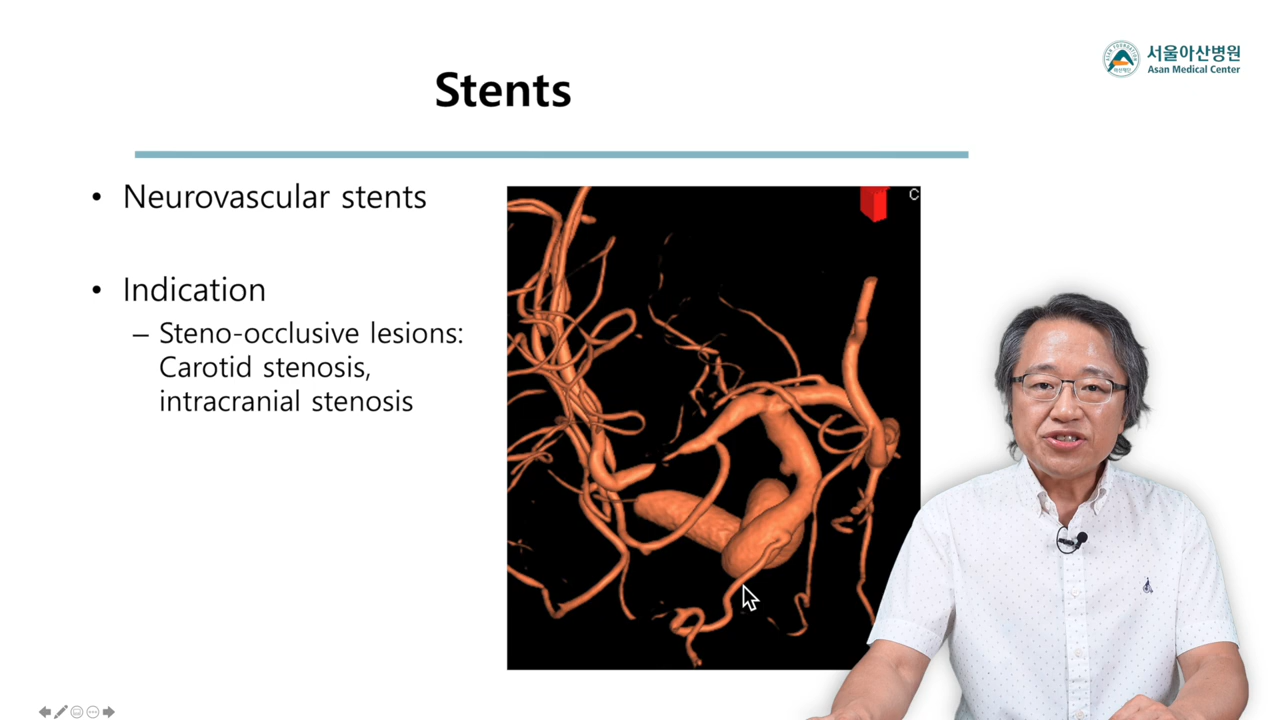 서울아산병원
Asan Medical Center
Stents
• Neurovascular stents
• Indication
– Steno-occlusive lesions:
Carotid stenosis,
intracranial stenosis
C